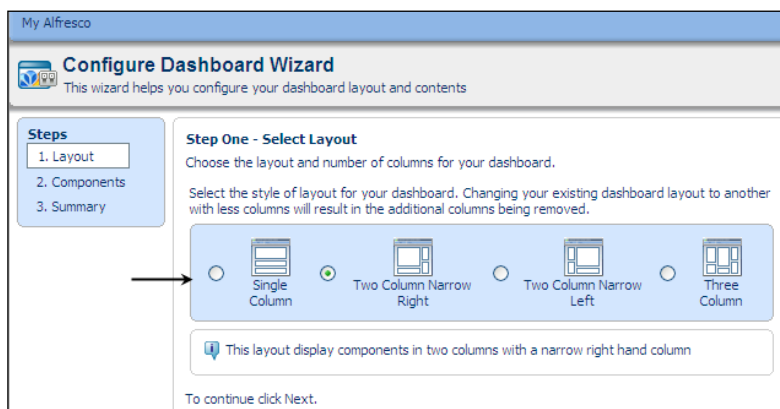 My Alfresco
Configure Dashboard Wizard
This wizard helps you configure your dashboard layout and contents
Steps
1. Layout
2. Components
3. Summary
Step One - Select Layout
Choose the layout and number of columns for your dashboard.
Select the style of layout for your dashboard. Changing your existing dashboard layout to another
with less columns will result in the additional columns being removed.
Single
Column
Two Column Narrow
Right
Two Column Narrow
Left
Three
Column
This layout display components in two columns with a narrow right hand column
To continue click Next.